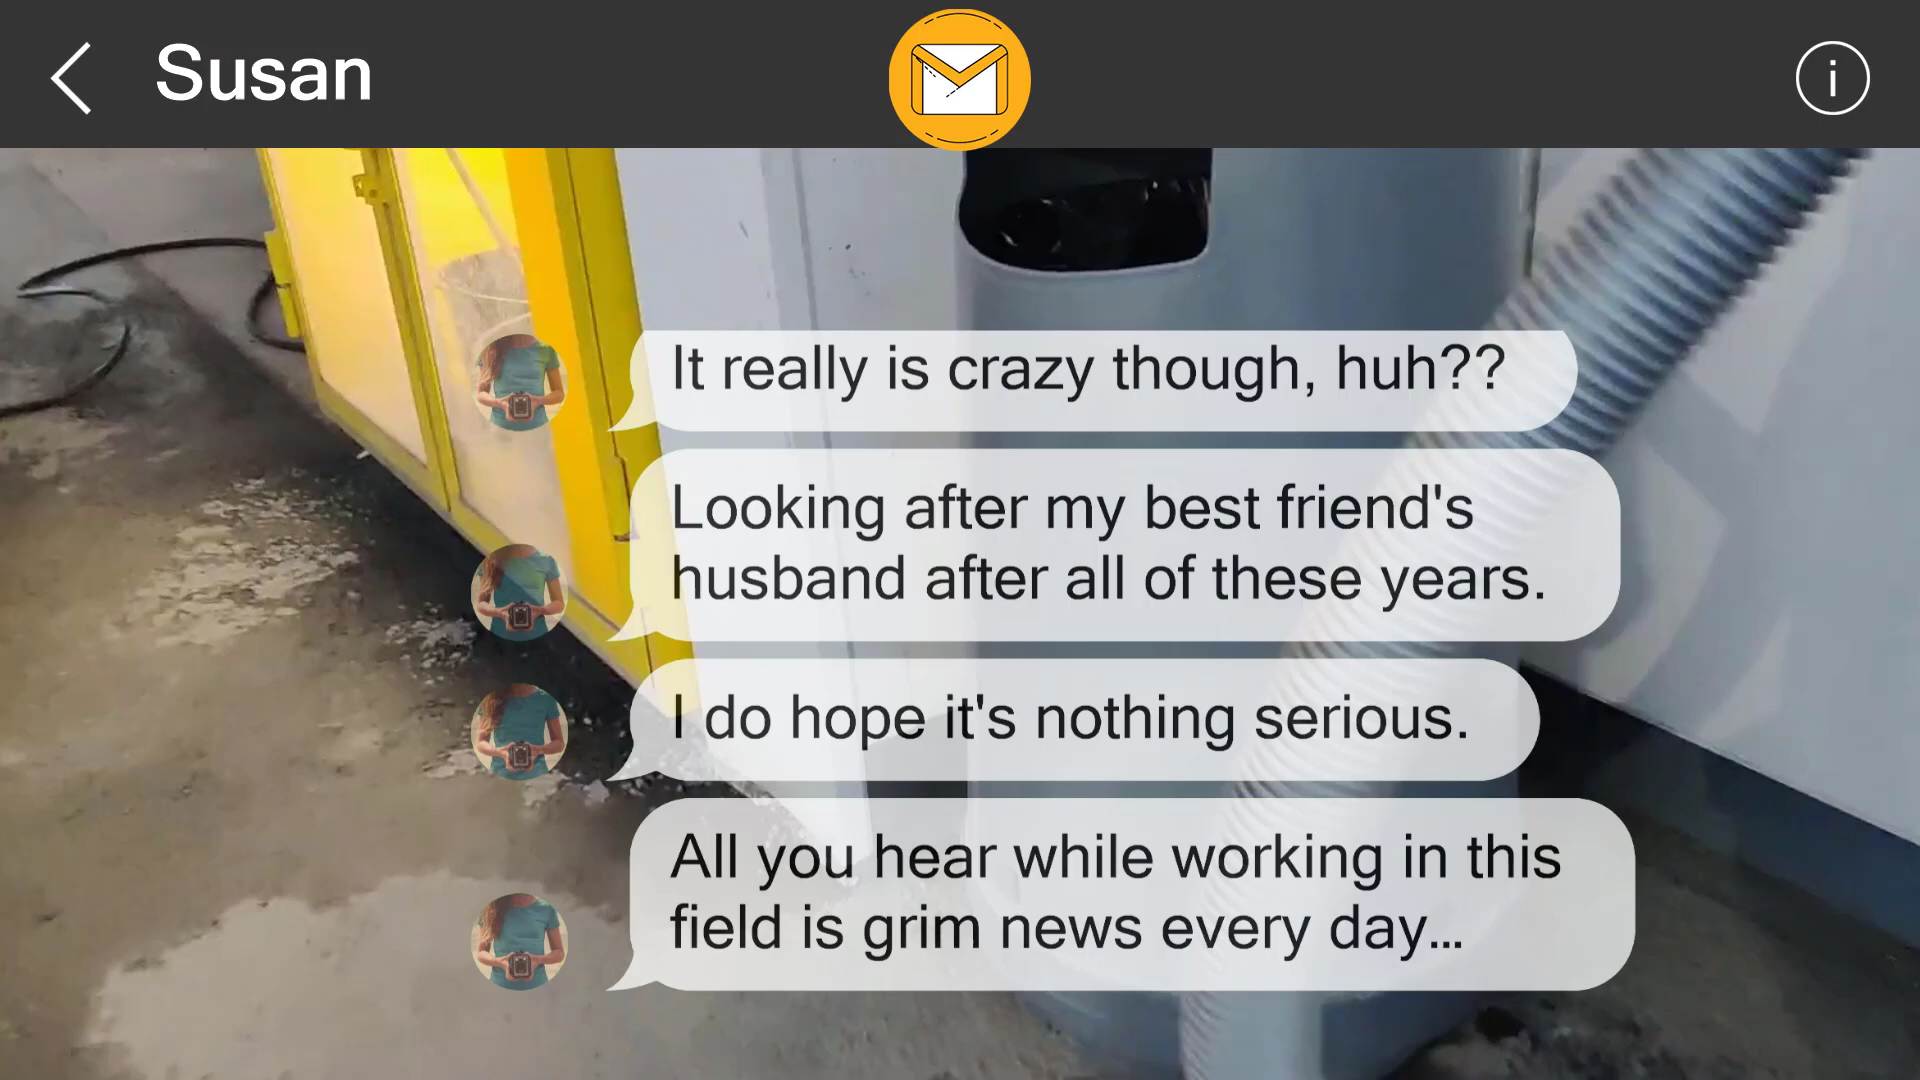 Susan
It really is crazy though, huh??
Looking after my best friend's
husband after all of these years.
I do hope it's nothing serious.
All you hear while working in this
field is grim news every day...